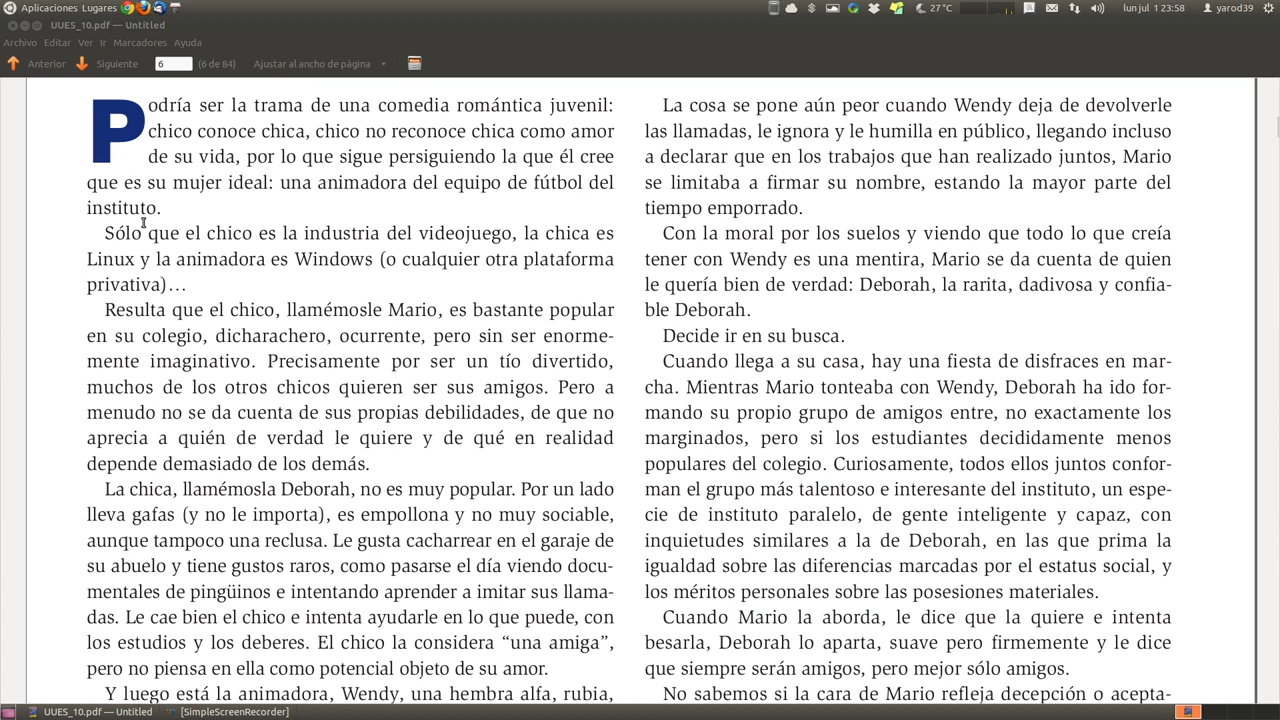 Aplicaciones Lugares
27 °C
lun jul 1 23:58
yarod39
UUES_10.pdf — Untitled
Archivo Editar Ver Ir Marcadores Ayuda
Anterior Siguiente 6 (6 de 84) Ajustar al ancho de página
Podría ser la trama de una comedia romántica juvenil:
chico conoce chica, chico no reconoce chica como amor
de su vida, por lo que sigue persiguiendo la que él cree
que es su mujer ideal: una animadora del equipo de fútbol del
instituto.
Sólo que el chico es la industria del videojuego, la chica es
Linux y la animadora es Windows (o cualquier otra plataforma
privativa)…
Resulta que el chico, llamémosle Mario, es bastante popular
en su colegio, dicharachero, ocurrente, pero sin ser enorme-
mente imaginativo. Precisamente por ser un tío divertido,
muchos de los otros chicos quieren ser sus amigos. Pero a
menudo no se da cuenta de sus propias debilidades, de que no
aprecia a quién de verdad le quiere y de qué en realidad
depende demasiado de los demás.
La chica, llamémosla Deborah, no es muy popular. Por un lado
lleva gafas (y no le importa), es empollona y no muy sociable,
aunque tampoco una reclusa. Le gusta cacharrear en el garaje de
su abuelo y tiene gustos raros, como pasarse el día viendo docu-
mentales de pingüinos e intentando aprender a imitar sus llama-
das. Le cae bien el chico e intenta ayudarle en lo que puede, con
los estudios y los deberes. El chico la considera “una amiga”,
pero no piensa en ella como potencial objeto de su amor.
Y luego está la animadora, Wendy, una hembra alfa, rubia,
La cosa se pone aún peor cuando Wendy deja de devolverle
las llamadas, le ignora y le humilla en público, llegando incluso
a declarar que en los trabajos que han realizado juntos, Mario
se limitaba a firmar su nombre, estando la mayor parte del
tiempo emporrado.
Con la moral por los suelos y viendo que todo lo que creía
tener con Wendy es una mentira, Mario se da cuenta de quien
le quería bien de verdad: Deborah, la rarita, dadivosa y confia-
ble Deborah.
Decide ir en su busca.
Cuando llega a su casa, hay una fiesta de disfraces en mar-
cha. Mientras Mario tonteaba con Wendy, Deborah ha ido for-
mando su propio grupo de amigos entre, no exactamente los
marginados, pero si los estudiantes decididamente menos
populares del colegio. Curiosamente, todos ellos juntos confor-
man el grupo más talentoso e interesante del instituto, un espe-
cie de instituto paralelo, de gente inteligente y capaz, con
inquietudes similares a la de Deborah, en las que prima la
igualdad sobre las diferencias marcadas por el estatus social, y
los méritos personales sobre las posesiones materiales.
Cuando Mario la aborda, le dice que la quiere e intenta
besarla, Deborah lo aparta, suave pero firmemente y le dice
que siempre serán amigos, pero mejor sólo amigos.
No sabemos si la cara de Mario refleja decepción o acepta-
UUES_10.pdf — Untitled
[SimpleScreenRecorder]